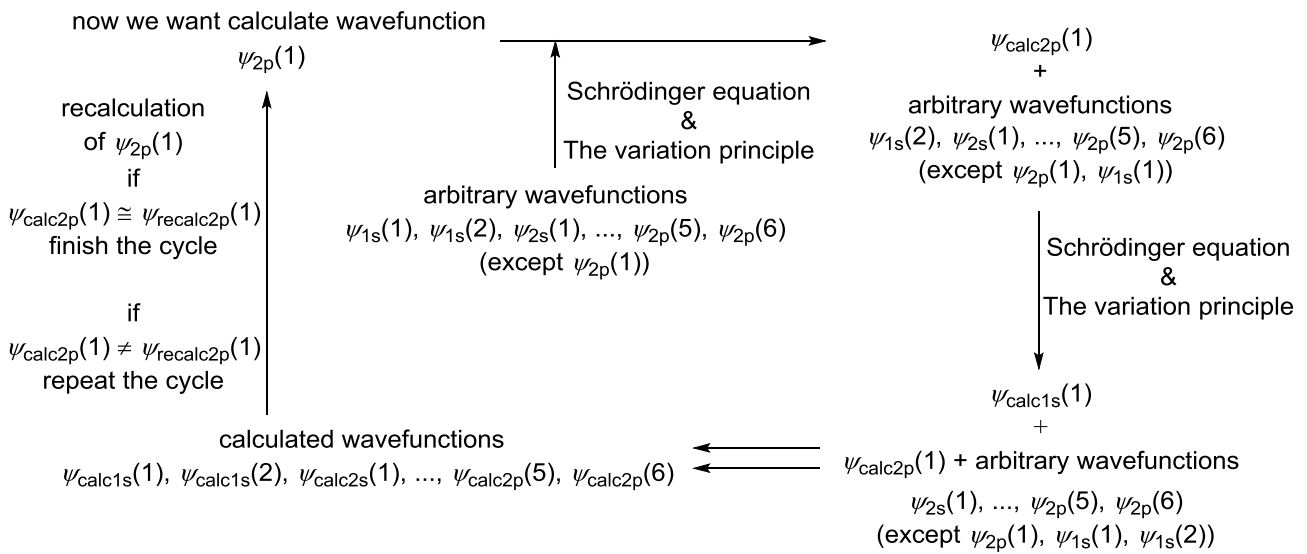 now we want calculate wavefunction
ψ2p(1)
Schrödinger equation
&
The variation principle
arbitrary wavefunctions
ψ1s(1), ψ1s(2), ψ2s(1), ..., ψ2p(5), ψ2p(6)
(except ψ2p(1))
ψcalc2p(1)
+
arbitrary wavefunctions
ψ1s(2), ψ2s(1), ..., ψ2p(5), ψ2p(6)
(except ψ2p(1), ψ1s(1))
Schrödinger equation
&
The variation principle
ψcalc1s(1)
+
ψcalc2p(1) + arbitrary wavefunctions
ψ2s(1), ..., ψ2p(5), ψ2p(6)
(except ψ2p(1), ψ1s(1), ψ1s(2))
calculated wavefunctions
ψcalc1s(1), ψcalc1s(2), ψcalc2s(1), ..., ψcalc2p(5), ψcalc2p(6)
recalculation
of ψ2p(1)
if
ψcalc2p(1) ≅ ψrecalc2p(1)
finish the cycle
if
ψcalc2p(1) ≠ ψrecalc2p(1)
repeat the cycle